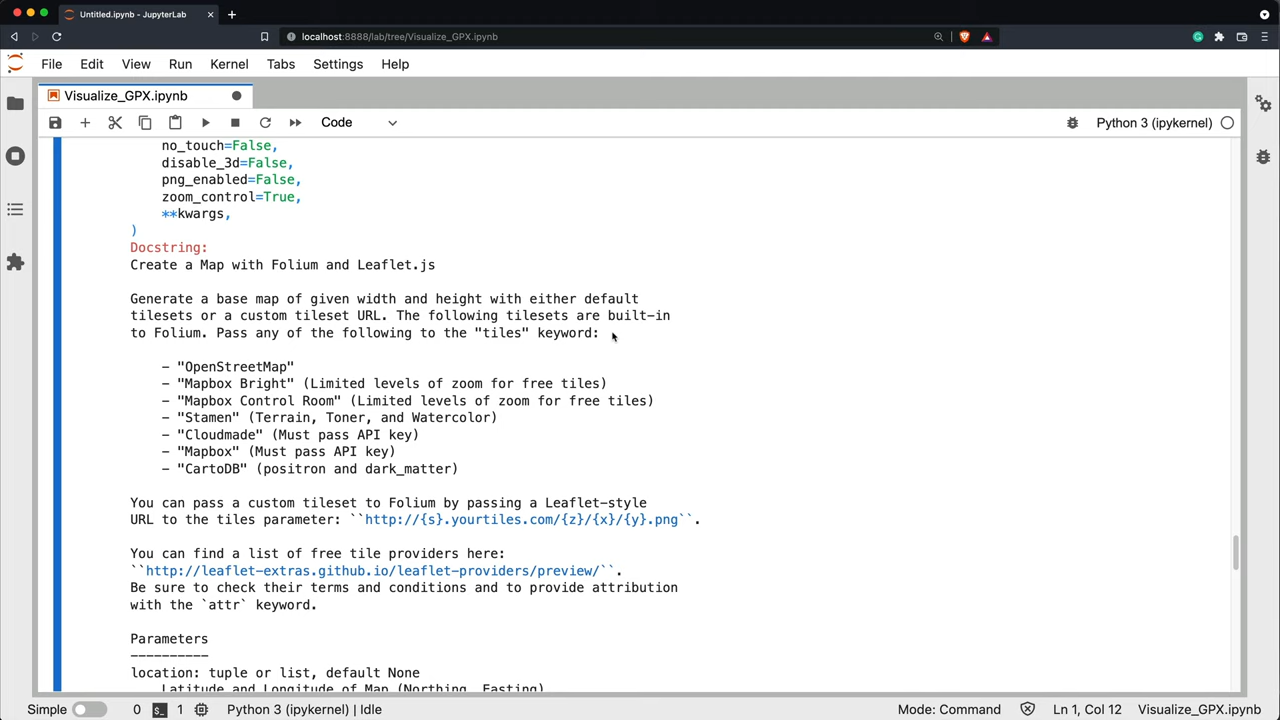 Untitled.ipynb - JupyterLab
localhost:8888/lab/tree/Visualize_GPX.ipynb
File Edit View Run Kernel Tabs Settings Help
Visualize_GPX.ipynb
Code
Python 3 (ipykernel)
no_touch=False,
disable_3d=False,
png_enabled=False,
zoom_control=True,
**kwargs,
)
Docstring:
Create a Map with Folium and Leaflet.js
Generate a base map of given width and height with either default
tilesets or a custom tileset URL. The following tilesets are built-in
to Folium. Pass any of the following to the "tiles" keyword:
- "OpenStreetMap"
- "Mapbox Bright" (Limited levels of zoom for free tiles)
- "Mapbox Control Room" (Limited levels of zoom for free tiles)
- "Stamen" (Terrain, Toner, and Watercolor)
- "Cloudmade" (Must pass API key)
- "Mapbox" (Must pass API key)
- "CartoDB" (positron and dark_matter)
You can pass a custom tileset to Folium by passing a Leaflet-style
URL to the tiles parameter: ``http://{s}.yourtiles.com/{z}/{x}/{y}.png``.
You can find a list of free tile providers here:
``http://leaflet-extras.github.io/leaflet-providers/preview/``.
Be sure to check their terms and conditions and to provide attribution
with the `attr` keyword.
Parameters
----------
location: tuple or list, default None
Latitude and Longitude of Map (Northing, Easting)
Simple 0 1 Python 3 (ipykernel) | Idle Mode: Command Ln 1, Col 12 Visualize_GPX.ipynb